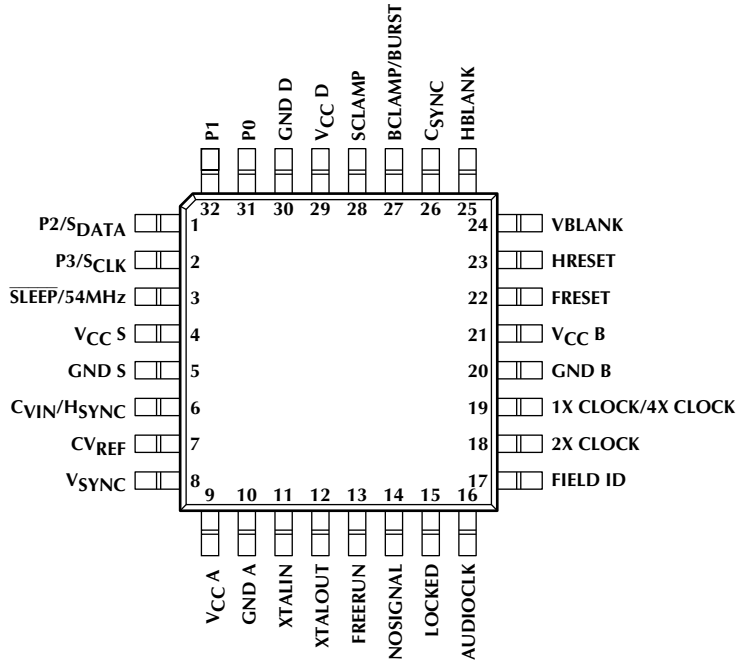 P1
P0
GND D
VCC D
SCLAMP
BCLAMP/BURST
CSYNC
HBLANK
32
31
30
29
28
27
26
25
P2/SDATA
1
24
VBLANK
P3/SCLK
2
23
HRESET
SLEEP/54MHz
3
22
FRESET
VCC S
4
21
VCC B
GND S
5
20
GND B
CVIN/HSYNC
6
19
1X CLOCK/4X CLOCK
CVREF
7
18
2X CLOCK
VSYNC
8
17
FIELD ID
9
10
11
12
13
14
15
16
VCC A
GND A
XTALIN
XTALOUT
FREERUN
NOSIGNAL
LOCKED
AUDIOCLK